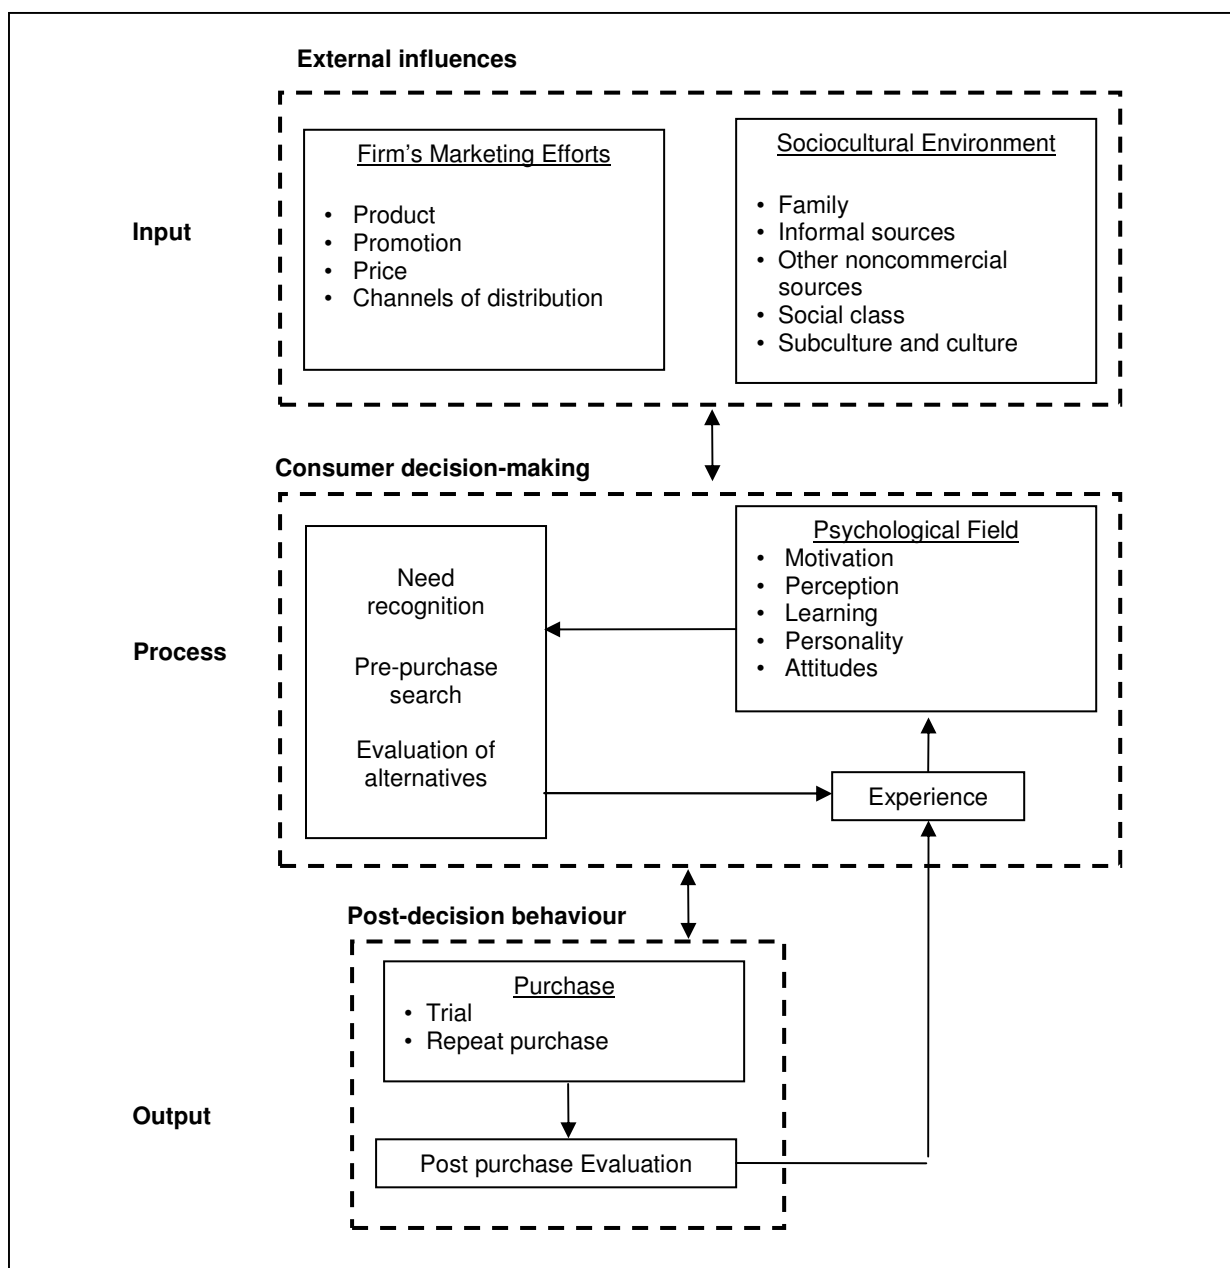 External influences
Firm's Marketing Efforts
• Product
• Promotion
• Price
• Channels of distribution
Sociocultural Environment
• Family
• Informal sources
• Other noncommercial
sources
• Social class
• Subculture and culture
Input
Consumer decision-making
Need
recognition
Pre-purchase
search
Evaluation of
alternatives
Psychological Field
• Motivation
• Perception
• Learning
• Personality
• Attitudes
Experience
Process
Post-decision behaviour
Purchase
• Trial
• Repeat purchase
Output
Post purchase Evaluation